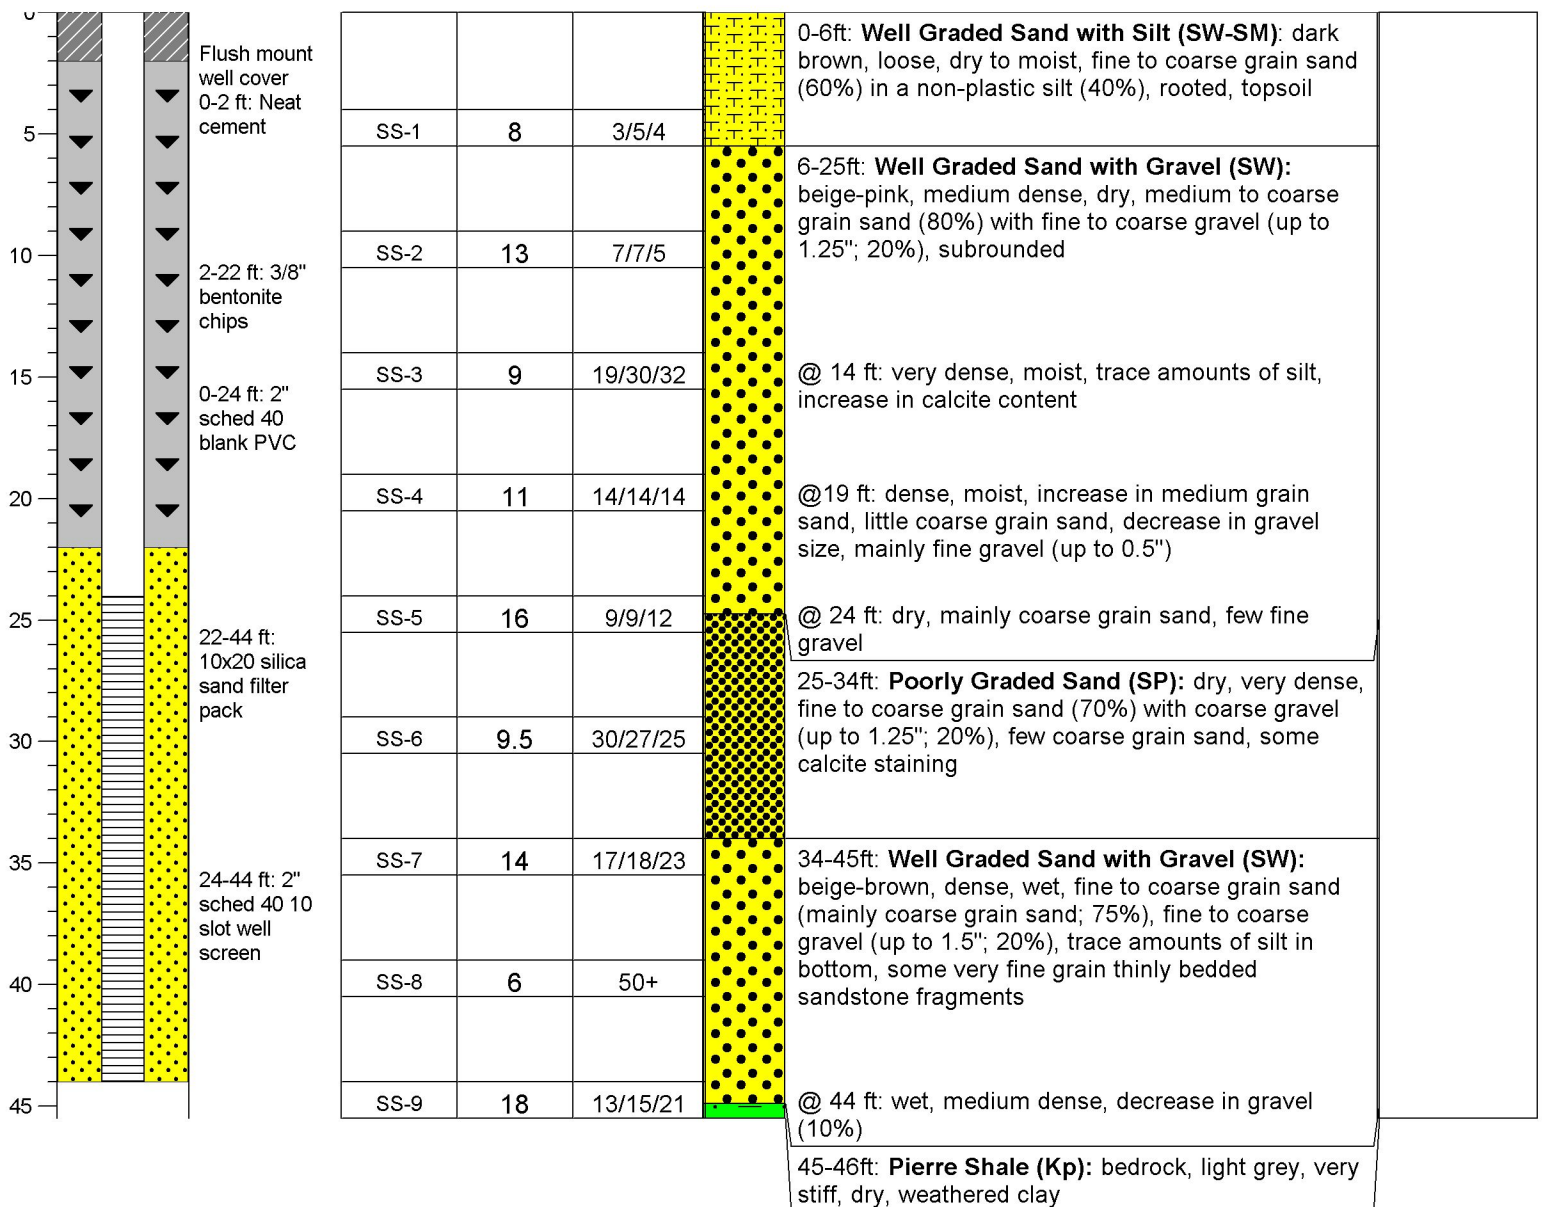 0
5
10
15
20
25
30
35
40
45
Flush mount
well cover
0-2 ft: Neat
cement
2-22 ft: 3/8"
bentonite
chips
0-24 ft: 2"
sched 40
blank PVC
22-44 ft:
10x20 silica
sand filter
pack
24-44 ft: 2"
sched 40 10
slot well
screen
SS-1 8 3/5/4
SS-2 13 7/7/5
SS-3 9 19/30/32
SS-4 11 14/14/14
SS-5 16 9/9/12
SS-6 9.5 30/27/25
SS-7 14 17/18/23
SS-8 6 50+
SS-9 18 13/15/21
0-6ft: Well Graded Sand with Silt (SW-SM): dark
brown, loose, dry to moist, fine to coarse grain sand
(60%) in a non-plastic silt (40%), rooted, topsoil
6-25ft: Well Graded Sand with Gravel (SW):
beige-pink, medium dense, dry, medium to coarse
grain sand (80%) with fine to coarse gravel (up to
1.25"; 20%), subrounded
@ 14 ft: very dense, moist, trace amounts of silt,
increase in calcite content
@19 ft: dense, moist, increase in medium grain
sand, little coarse grain sand, decrease in gravel
size, mainly fine gravel (up to 0.5")
@ 24 ft: dry, mainly coarse grain sand, few fine
gravel
25-34ft: Poorly Graded Sand (SP): dry, very dense,
fine to coarse grain sand (70%) with coarse gravel
(up to 1.25"; 20%), few coarse grain sand, some
calcite staining
34-45ft: Well Graded Sand with Gravel (SW):
beige-brown, dense, wet, fine to coarse grain sand
(mainly coarse grain sand; 75%), fine to coarse
gravel (up to 1.5"; 20%), trace amounts of silt in
bottom, some very fine grain thinly bedded
sandstone fragments
@ 44 ft: wet, medium dense, decrease in gravel
(10%)
45-46ft: Pierre Shale (Kp): bedrock, light grey, very
stiff, dry, weathered clay